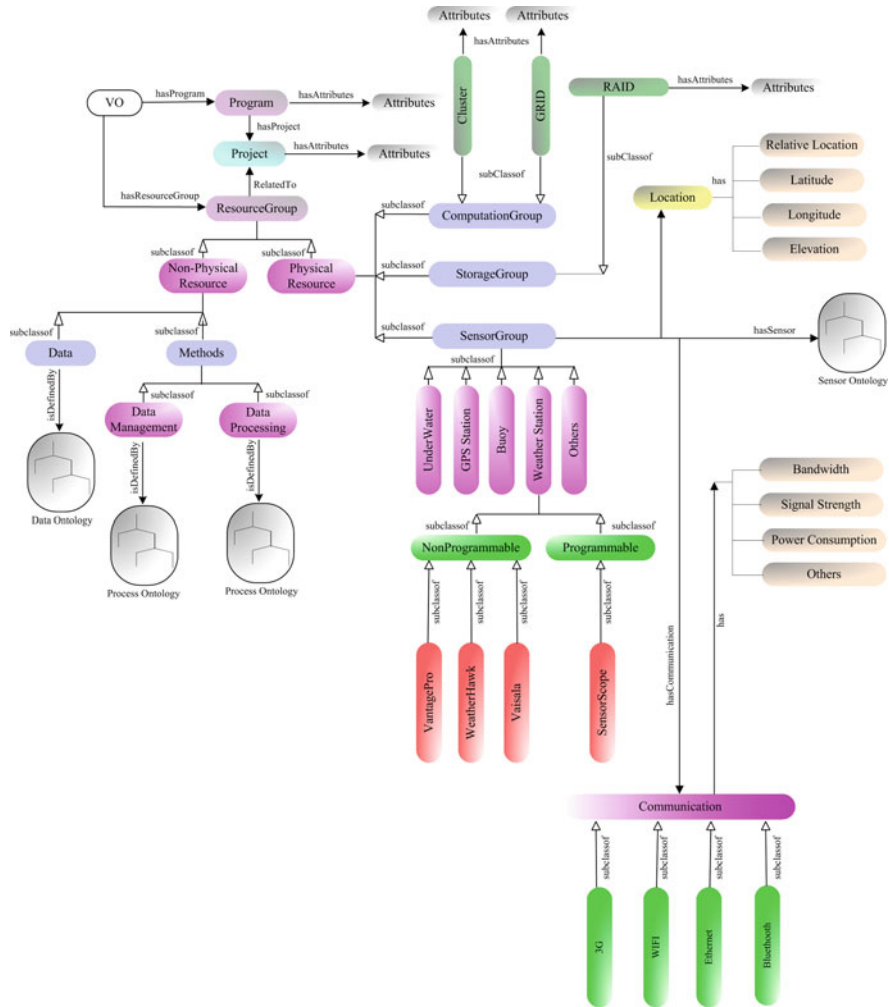 Attributes
Attributes
hasAttributes
Cluster
GRID
RAID
hasAttributes
Attributes
VO
hasProgram
Program
hasAttributes
Attributes
hasProject
Project
hasAttributes
Attributes
RelatedTo
hasResourceGroup
ResourceGroup
subClassof
subClassof
subclassof
ComputationGroup
Location
has
Relative Location
Latitude
Longitude
Elevation
subclassof
subclassof
Non-Physical
Resource
Physical
Resource
subclassof
StorageGroup
subclassof
SensorGroup
hasSensor
Sensor Ontology
subclassof
subclassof
Data
Methods
subclassof
UnderWater
GPS Station
Buoy
Weather Station
Others
isDefinedBy
subclassof
subclassof
Data
Management
Data
Processing
isDefinedBy
isDefinedBy
Data Ontology
Process Ontology
Process Ontology
Bandwidth
Signal Strength
Power Consumption
Others
has
subclassof
subclassof
NonProgrammable
Programmable
subclassof
subclassof
subclassof
subclassof
VantagePro
WeatherHawk
Vaisala
SensorScope
hasCommunication
Communication
subclassof
subclassof
subclassof
subclassof
3G
WIFI
Ethernet
Bluethooth